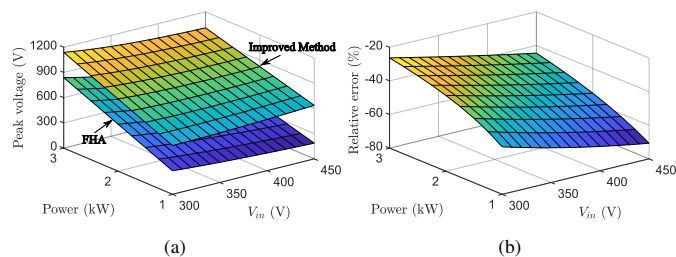 1200
900
600
300
0
Peak voltage (V)
Improved Method
FHA
3
2
1
Power (kW)
300
350
400
450
V_in (V)
(a)
-20
-40
-60
-80
Relative error (%)
3
2
1
Power (kW)
300
350
400
450
V_in (V)
(b)